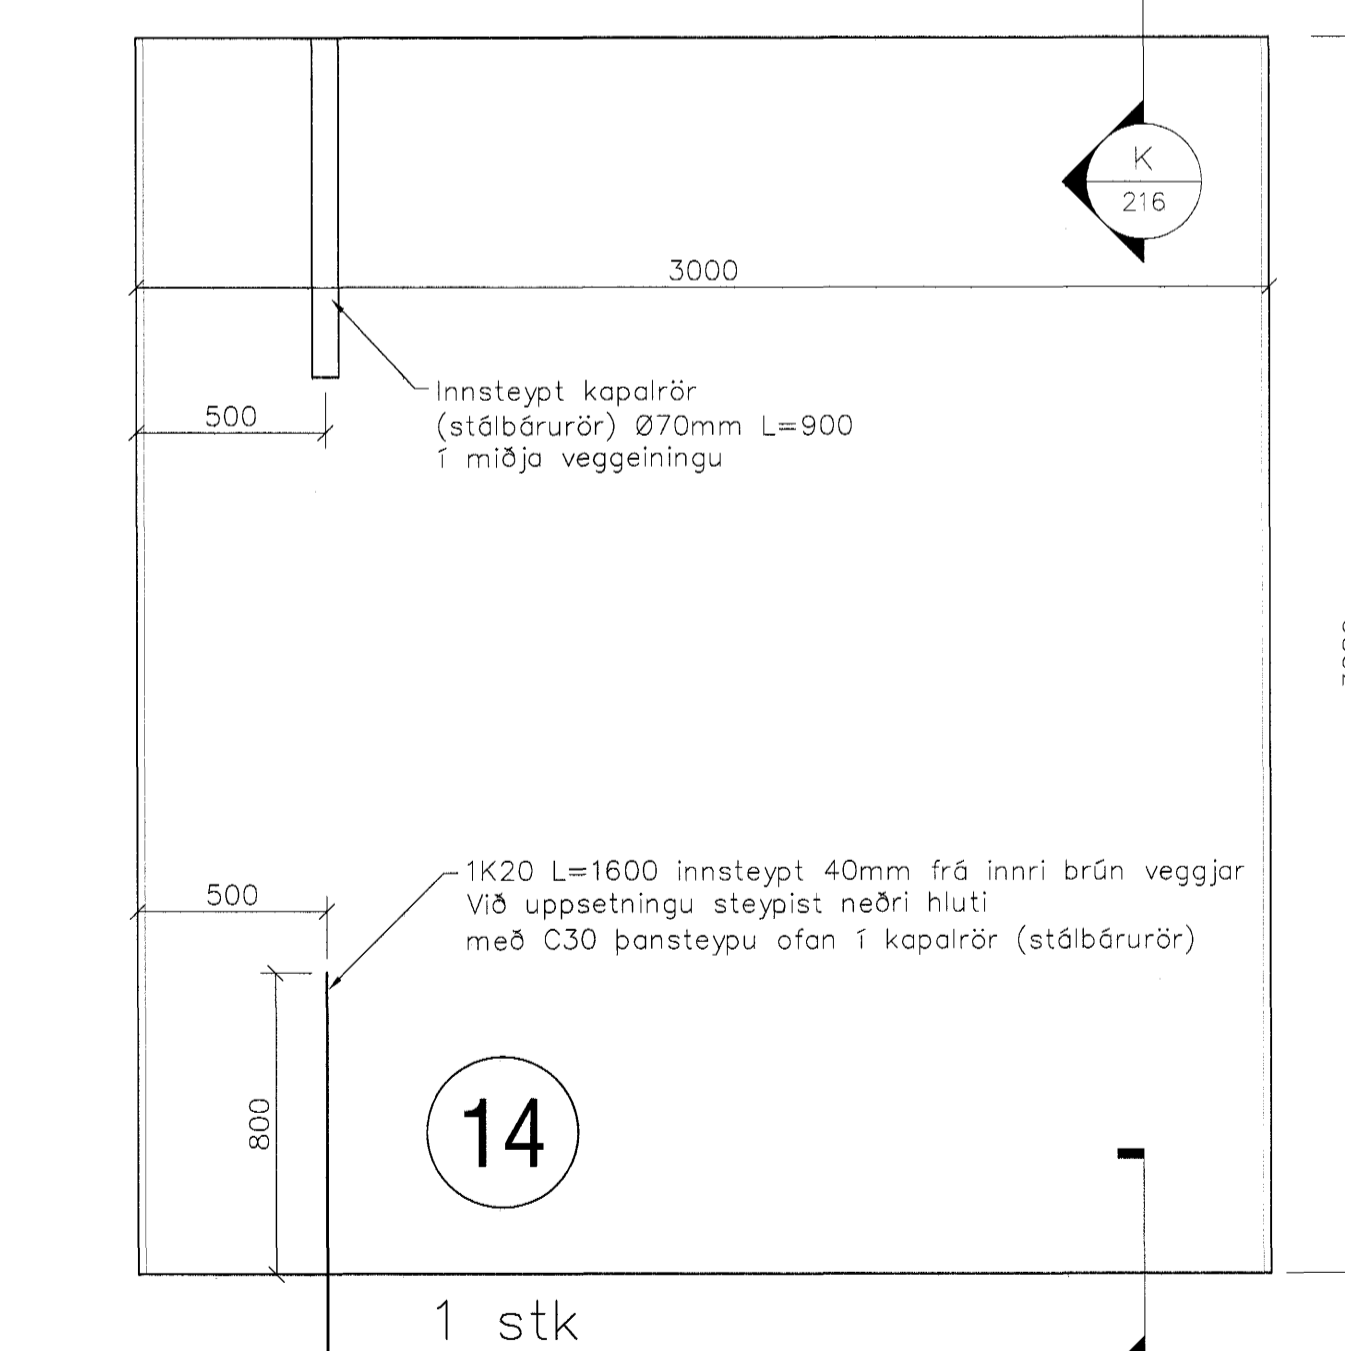 K
216
3000
Innsteypt kapalrör
(stálbárurör) Ø70mm L=900
í miðja veggeiningu
500
1K20 L=1600 innsteypt 40mm frá innri brún veggjar
Við uppsetningu steypist neðri hluti
með C30 þansteypu ofan í kapalrör (stálbárurör)
500
800
14
1 stk